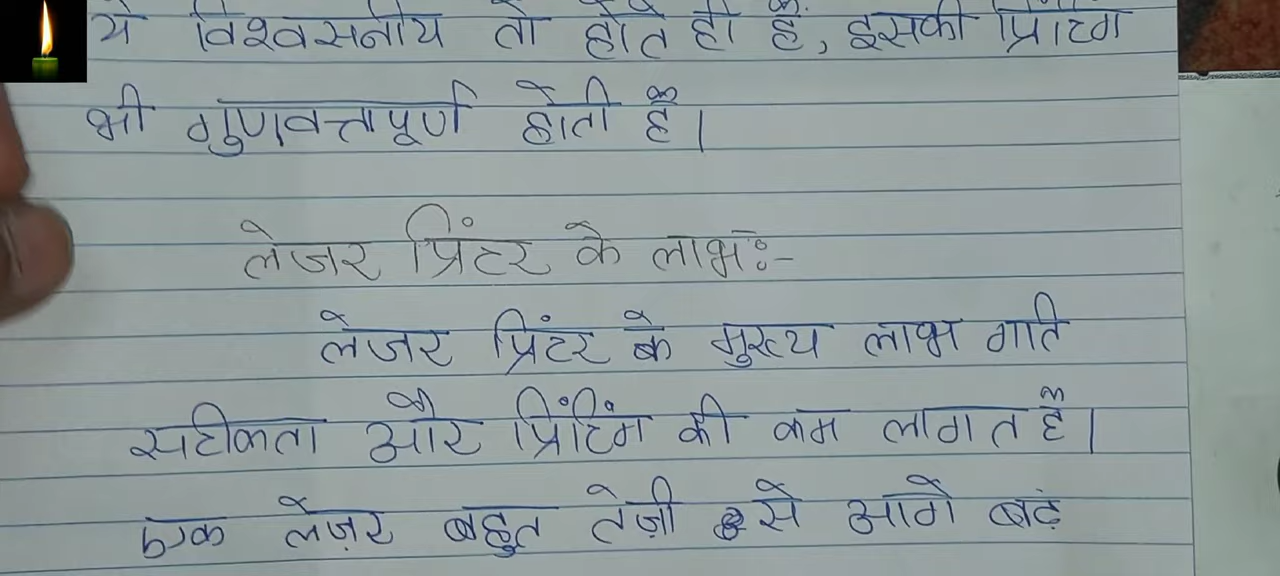 ये विश्वसनीय तो होते ही हैं, इसकी प्रिंटिग
भी गुणवत्तापूर्ण होती हैं।
लेजर प्रिंटर के लाभः-
लेजर प्रिंटर के मुख्य लाभ गति
सटीकता और प्रिंटिंग की कम लागत हैं।
एक लेज़र बहुत तेज़ी से आगे बढ़